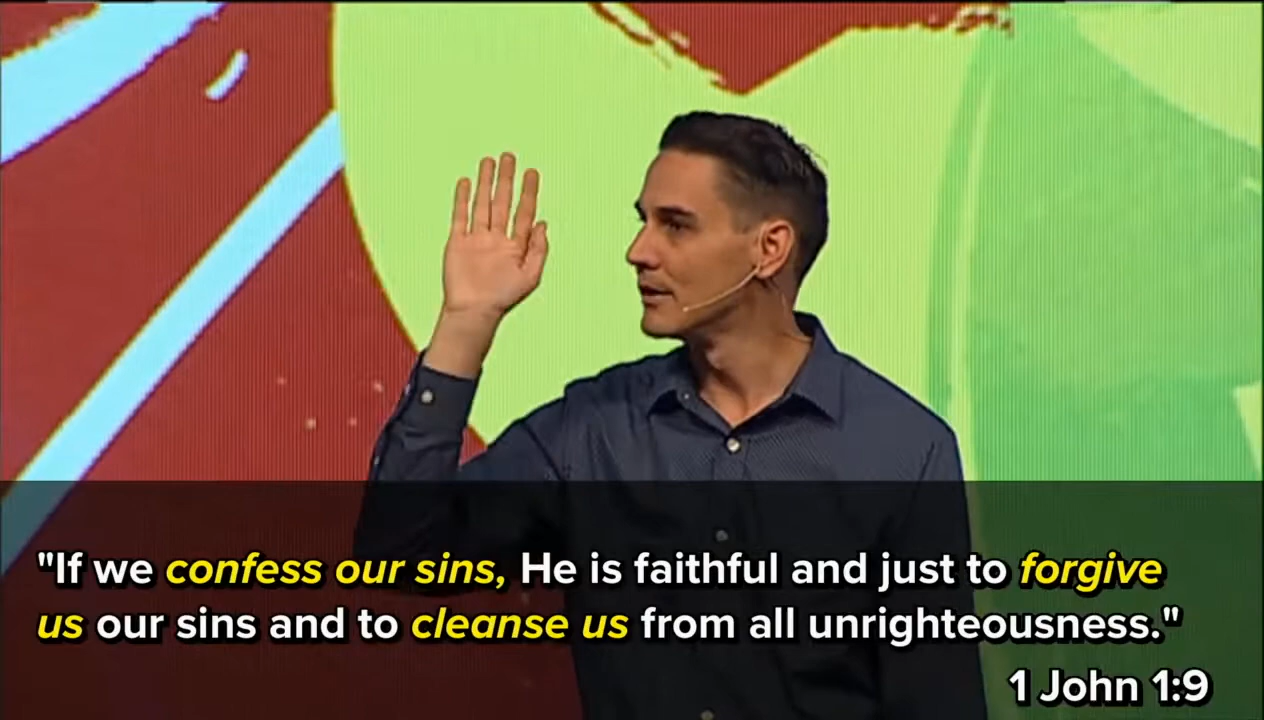 "If we confess our sins, He is faithful and just to forgive
us our sins and to cleanse us from all unrighteousness."
1 John 1:9